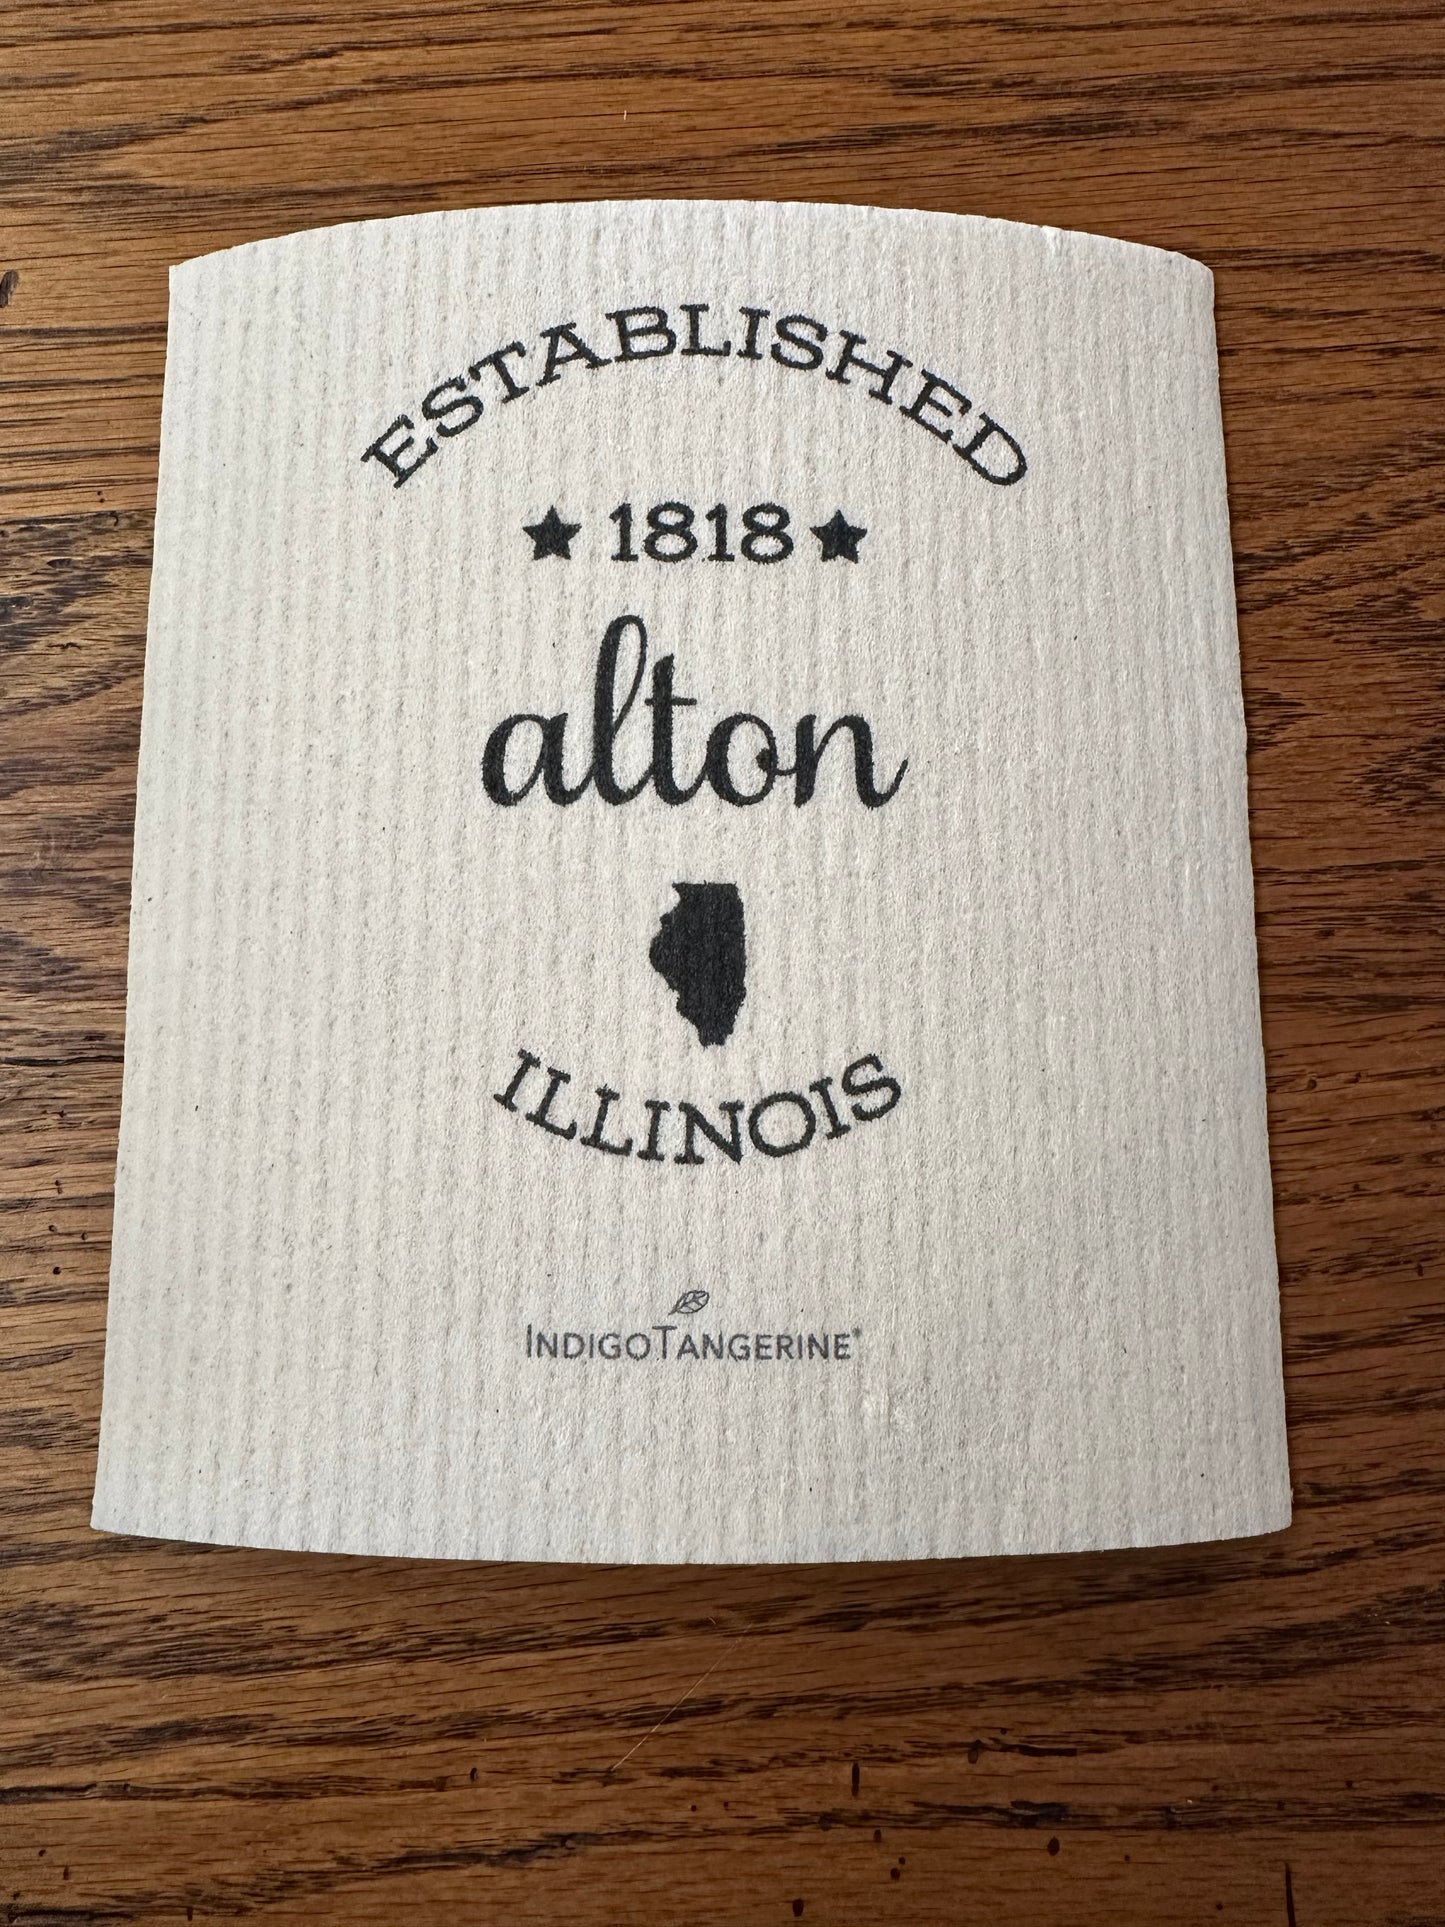 ESTABLISHED
★ 1818 ★
alton
ILLINOIS
INDIGOTANGERINE®